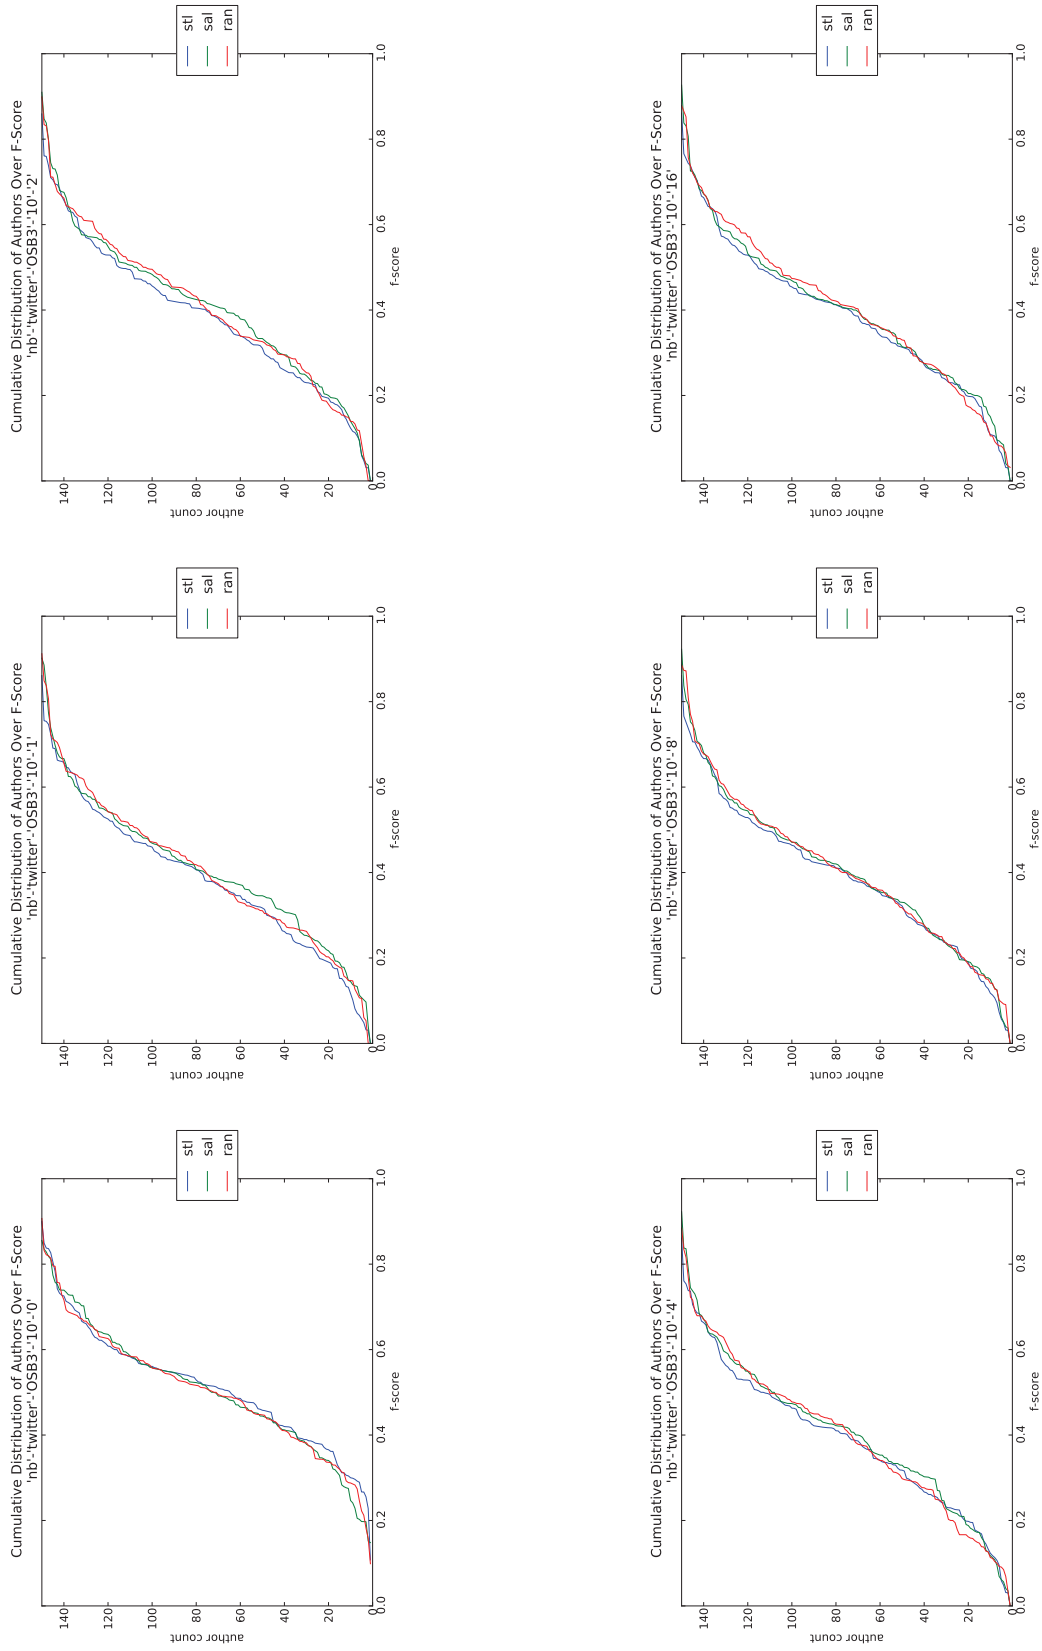 Cumulative Distribution of Authors Over F-Score
'nb'-'twitter'-'OSB3'-'10'-'0'
140
120
100
80
60
40
20
0
author count
0.0 0.2 0.4 0.6 0.8 1.0
f-score
stl
sal
ran
Cumulative Distribution of Authors Over F-Score
'nb'-'twitter'-'OSB3'-'10'-'1'
140
120
100
80
60
40
20
0
author count
0.0 0.2 0.4 0.6 0.8 1.0
f-score
stl
sal
ran
Cumulative Distribution of Authors Over F-Score
'nb'-'twitter'-'OSB3'-'10'-'2'
140
120
100
80
60
40
20
0
author count
0.0 0.2 0.4 0.6 0.8 1.0
f-score
stl
sal
ran
Cumulative Distribution of Authors Over F-Score
'nb'-'twitter'-'OSB3'-'10'-'4'
140
120
100
80
60
40
20
0
author count
0.0 0.2 0.4 0.6 0.8 1.0
f-score
stl
sal
ran
Cumulative Distribution of Authors Over F-Score
'nb'-'twitter'-'OSB3'-'10'-'8'
140
120
100
80
60
40
20
0
author count
0.0 0.2 0.4 0.6 0.8 1.0
f-score
stl
sal
ran
Cumulative Distribution of Authors Over F-Score
'nb'-'twitter'-'OSB3'-'10'-'16'
140
120
100
80
60
40
20
0
author count
0.0 0.2 0.4 0.6 0.8 1.0
f-score
stl
sal
ran